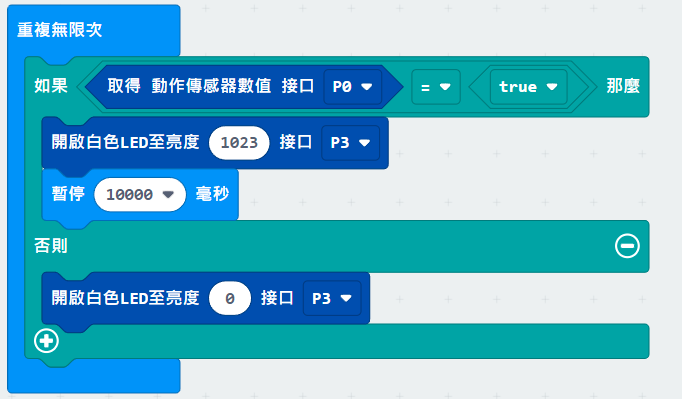 重複無限次
如果 取得 動作傳感器數值 接口 P0 = true 那麼
開啟白色LED至亮度 1023 接口 P3
暫停 10000 毫秒
否則
開啟白色LED至亮度 0 接口 P3